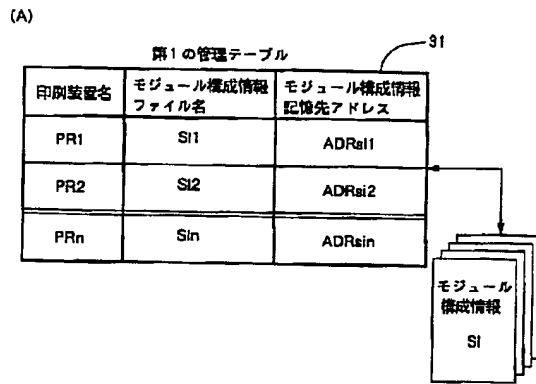 (A)
第1の管理テーブル
91
印刷装置名 モジュール構成情報ファイル名 モジュール構成情報記憶先アドレス
PR1 SI1 ADRsi1
PR2 SI2 ADRsi2
PRn SIn ADRsin
モジュール
構成情報
SI